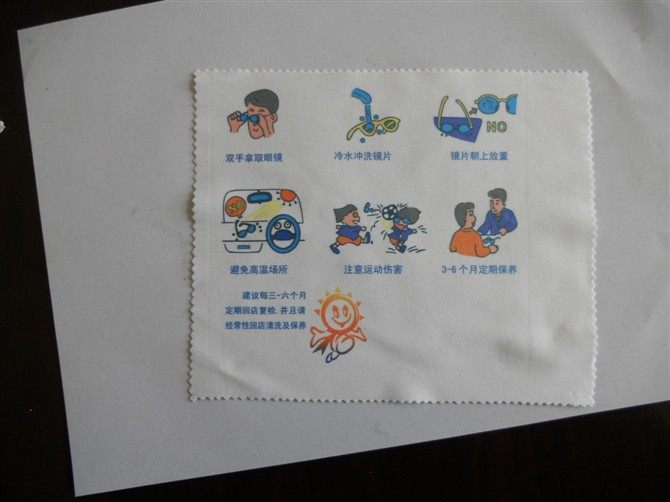 NO
双手拿取眼镜
冷水冲洗镜片
镜片朝上放置
NO
避免高温场所
注意运动伤害
3-6个月定期保养
建议每三-六个月
定期回店复检,并且请
经常性回店清洗及保养